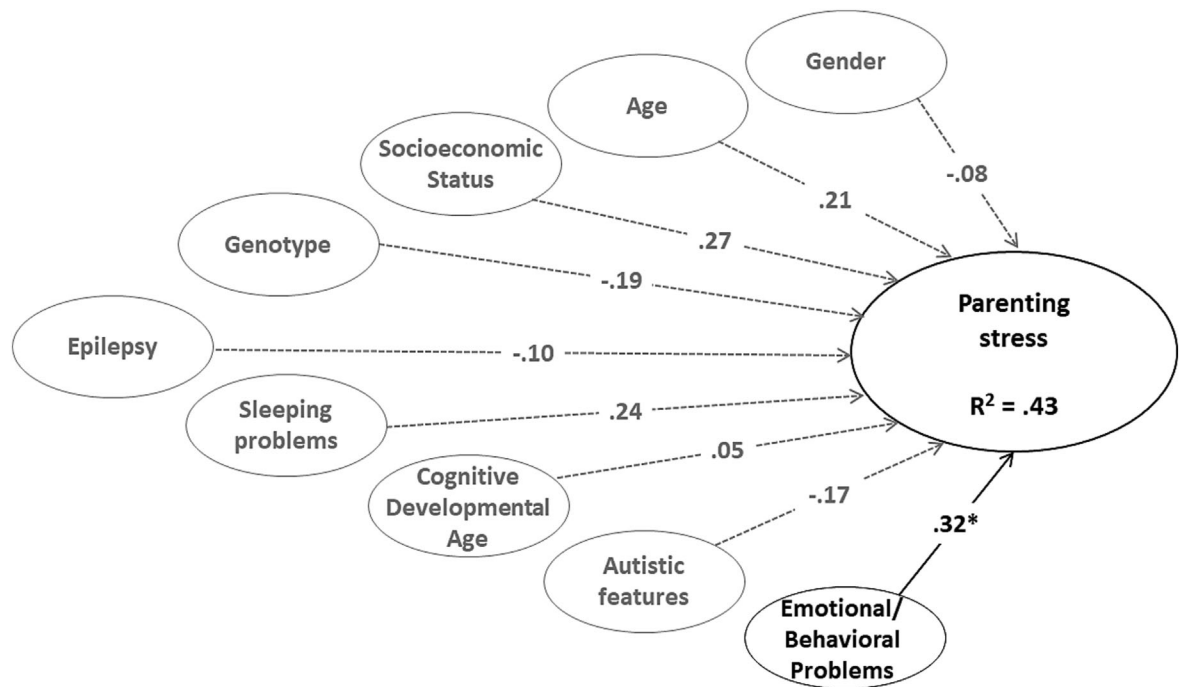 Gender
Age
Socioeconomic
Status
-.08
.21
.27
Genotype
-.19
Parenting
stress
R² = .43
Epilepsy
-.10
Sleeping
problems
.24
.05
Cognitive
Developmental
Age
-.17
.32*
Autistic
features
Emotional/
Behavioral
Problems